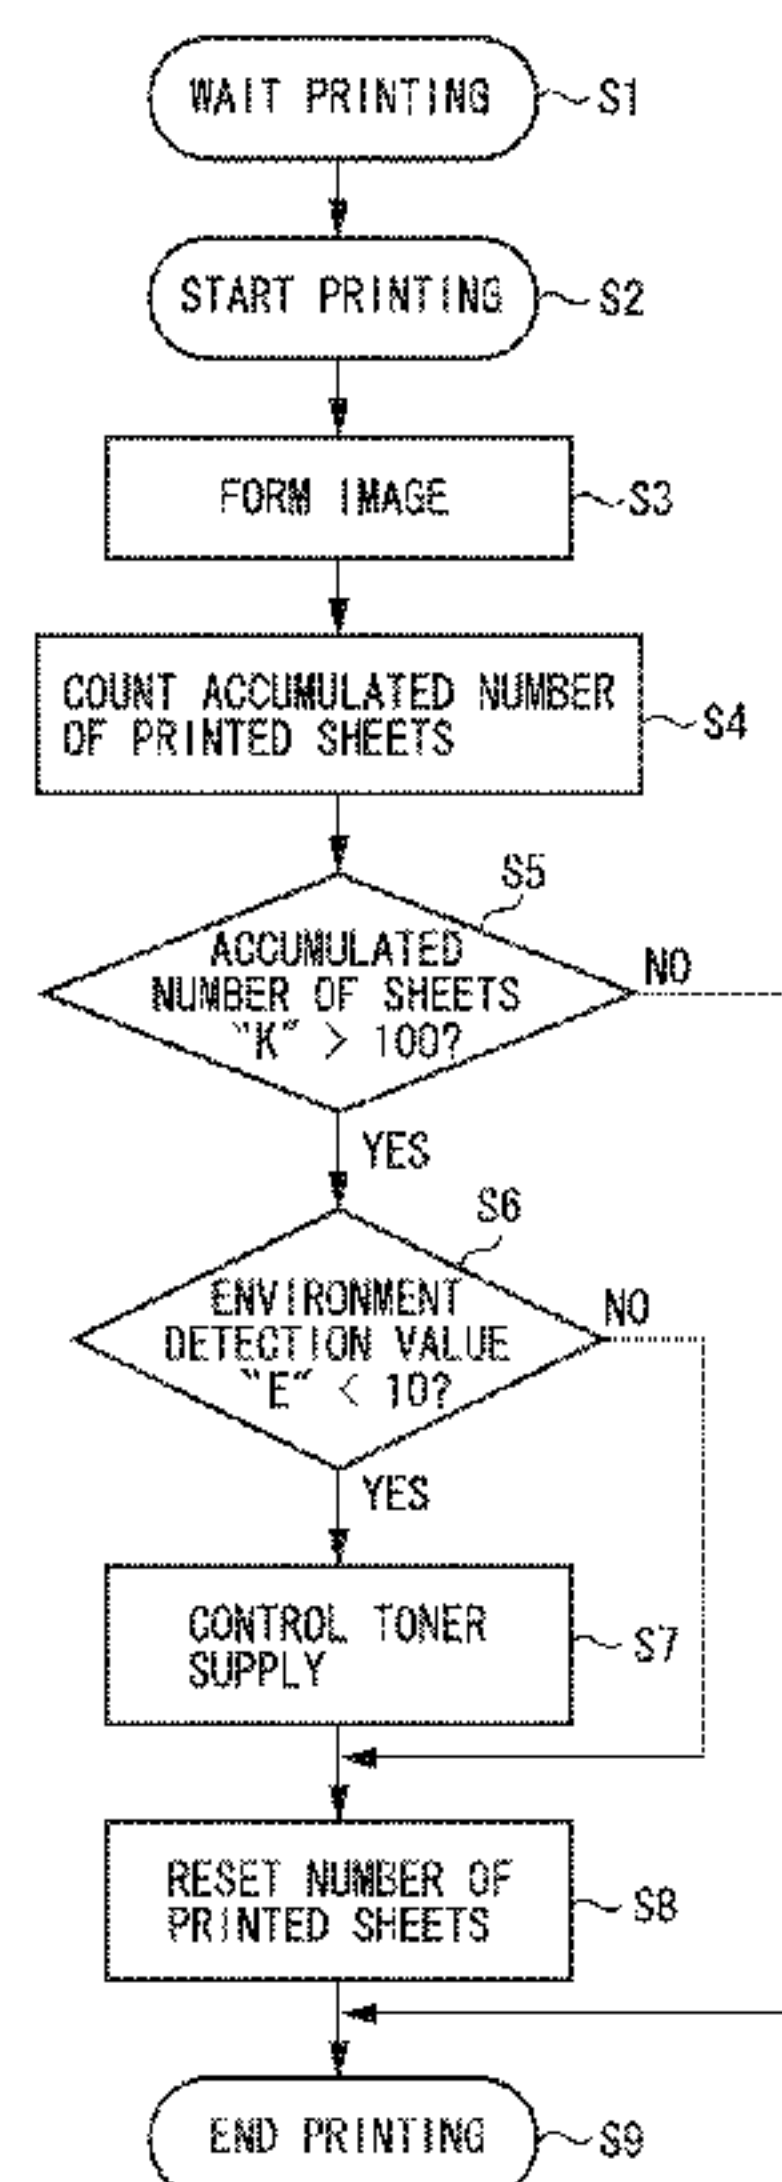 WAIT PRINTING
S1
START PRINTING
S2
FORM IMAGE
S3
COUNT ACCUMULATED NUMBER
OF PRINTED SHEETS
S4
S5
ACCUMULATED
NUMBER OF SHEETS
"K" > 100?
NO
YES
S6
ENVIRONMENT
DETECTION VALUE
"E" < 10?
NO
YES
CONTROL TONER
SUPPLY
S7
RESET NUMBER OF
PRINTED SHEETS
S8
END PRINTING
S9